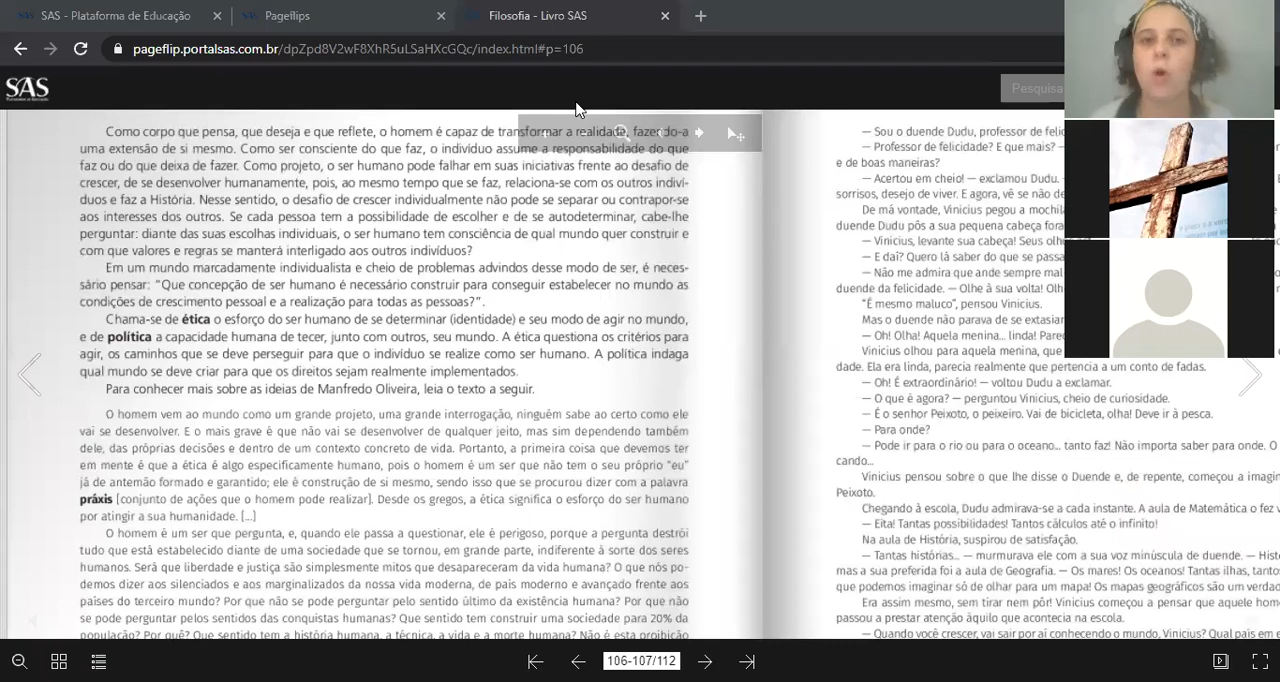 SAS - Plataforma de Educação
Pageflips
Filosofia - Livro SAS
pageflip.portalsas.com.br/dpZpd8V2wF8XhR5uLSaHXcGQc/index.html#p=106
SAS
Pesquisa
Como corpo que pensa, que deseja e que reflete, o homem é capaz de transformar a realidade, fazer do-a
uma extensão de si mesmo. Como ser consciente do que faz, o indivíduo assume a responsabilidade do que
faz ou do que deixa de fazer. Como projeto, o ser humano pode falhar em suas iniciativas frente ao desafio de
crescer, de se desenvolver humanamente, pois, ao mesmo tempo que se faz, relaciona-se com os outros indiví-
duos e faz a História. Nesse sentido, o desafio de crescer individualmente não pode se separar ou contrapor-se
aos interesses dos outros. Se cada pessoa tem a possibilidade de escolher e de se autodeterminar, cabe-lhe
perguntar: diante das suas escolhas individuais, o ser humano tem consciência de qual mundo quer construir e
com que valores e regras se manterá interligado aos outros indivíduos?
Em um mundo marcadamente individualista e cheio de problemas advindos desse modo de ser, é neces-
sário pensar: “Que concepção de ser humano é necessário construir para conseguir estabelecer no mundo as
condições de crescimento pessoal e a realização para todas as pessoas?”.
Chama-se de ética o esforço do ser humano de se determinar (identidade) e seu modo de agir no mundo,
e de política a capacidade humana de tecer, junto com outros, seu mundo. A ética questiona os critérios para
agir, os caminhos que se deve perseguir para que o indivíduo se realize como ser humano. A política indaga
qual mundo se deve criar para que os direitos sejam realmente implementados.
Para conhecer mais sobre as ideias de Manfredo Oliveira, leia o texto a seguir.
O homem vem ao mundo como um grande projeto, uma grande interrogação, ninguém sabe ao certo como ele
vai se desenvolver. E o mais grave é que não vai se desenvolver de qualquer jeito, mas sim dependendo também
dele, das próprias decisões e dentro de um contexto concreto de vida. Portanto, a primeira coisa que devemos ter
em mente é que a ética é algo especificamente humano, pois o homem é um ser que não tem o seu próprio “eu”
já de antemão formado e garantido; ele é construção de si mesmo, sendo isso que se procurou dizer com a palavra
práxis [conjunto de ações que o homem pode realizar]. Desde os gregos, a ética significa o esforço do ser humano
por atingir a sua humanidade. [...]
O homem é um ser que pergunta, e, quando ele passa a questionar, ele é perigoso, porque a pergunta destrói
tudo que está estabelecido diante de uma sociedade que se tornou, em grande parte, indiferente à sorte dos seres
humanos. Será que liberdade e justiça são simplesmente mitos que desapareceram da vida humana? O que nós po-
demos dizer aos silenciados e aos marginalizados da nossa vida moderna, de país moderno e avançado frente aos
países do terceiro mundo? Por que não se pode perguntar pelo sentido último da existência humana? Por que não
se pode perguntar pelos sentidos das conquistas humanas? Que sentido tem construir uma sociedade para 20% da
população? Por quê? Que sentido tem a história humana, a técnica, a vida e a morte humana? Não é esta proibição
— Sou o duende Dudu, professor de felic
— Professor de felicidade? E que mais? —
e de boas maneiras?
— Acertou em cheio! — exclamou Dudu.
sorrisos, desejo de viver. E agora, vê se não de
De má vontade, Vinicius pegou a mochila
duende Dudu pôs a sua pequena cabeça fora
— Vinicius, levante sua cabeça! Seus olho
— E daí? Quero lá saber do que se passa
— Não me admira que ande sempre mal
duende da felicidade. — Olhe à sua volta! Olh
“É mesmo maluco”, pensou Vinicius.
Mas o duende não parava de se extasiar
— Oh! Olha! Aquela menina... linda! Pare
Vinicius olhou para aquela menina, que
dade. Ela era linda, parecia realmente que pertencia a um conto de fadas.
— Oh! É extraordinário! — voltou Dudu a exclamar.
— O que é agora? — perguntou Vinicius, cheio de curiosidade.
— É o senhor Peixoto, o peixeiro. Vai de bicicleta, olha! Deve ir à pesca.
— Para onde?
— Pode ir para o rio ou para o oceano... tanto faz! Não importa saber para onde. O
cando...
Vinicius pensou sobre o que lhe disse o Duende e, de repente, começou a imagin
Peixoto.
Chegando à escola, Dudu admirava-se a cada instante. A aula de Matemática o fez v
— Eita! Tantas possibilidades! Tantos cálculos até o infinito!
Na aula de História, suspirou de satisfação.
— Tantas histórias... — murmurava ele com a sua voz minúscula de duende. — Histó
mas a sua preferida foi a aula de Geografia. — Os mares! Os oceanos! Tantas ilhas, tanto
que podemos imaginar só de olhar para um mapa! Os mapas geográficos são um verdad
Era assim mesmo, sem tirar nem pôr! Vinicius começou a pensar que aquele hom
passou a prestar atenção àquilo que acontecia na escola.
— Quando você crescer, vai sair por aí conhecendo o mundo, Vinicius? Qual país em e
106-107/112